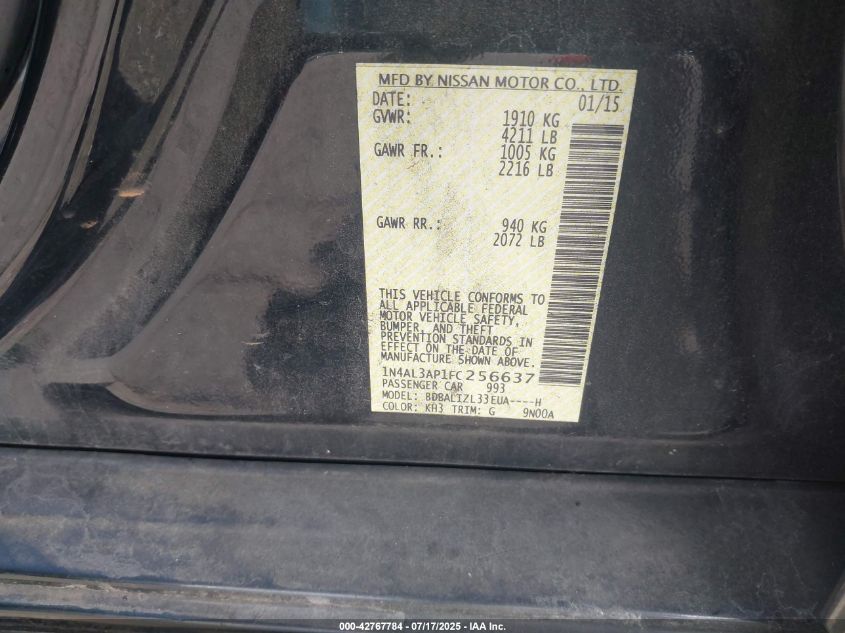 MFD BY NISSAN MOTOR CO., LTD.
DATE: 01/15
GVWR: 1910 KG
4211 LB
GAWR FR.: 1005 KG
2216 LB
GAWR RR.: 940 KG
2072 LB
THIS VEHICLE CONFORMS TO
ALL APPLICABLE FEDERAL
MOTOR VEHICLE SAFETY,
BUMPER, AND THEFT
PREVENTION STANDARDS IN
EFFECT ON THE DATE OF
MANUFACTURE SHOWN ABOVE.
1N4AL3AP1FC256637
PASSENGER CAR 993
MODEL: BDBALIZL33EUA----H
COLOR: KH3 TRIM: G 9N00A
000-42767784 - 07/17/2025 - IAA Inc.